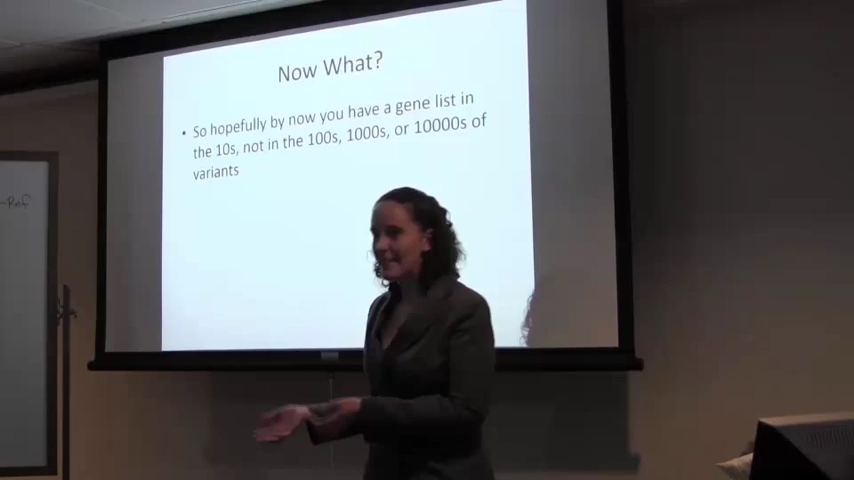 Now What?
• So hopefully by now you have a gene list in
the 10s, not in the 100s, 1000s, or 10000s of
variants